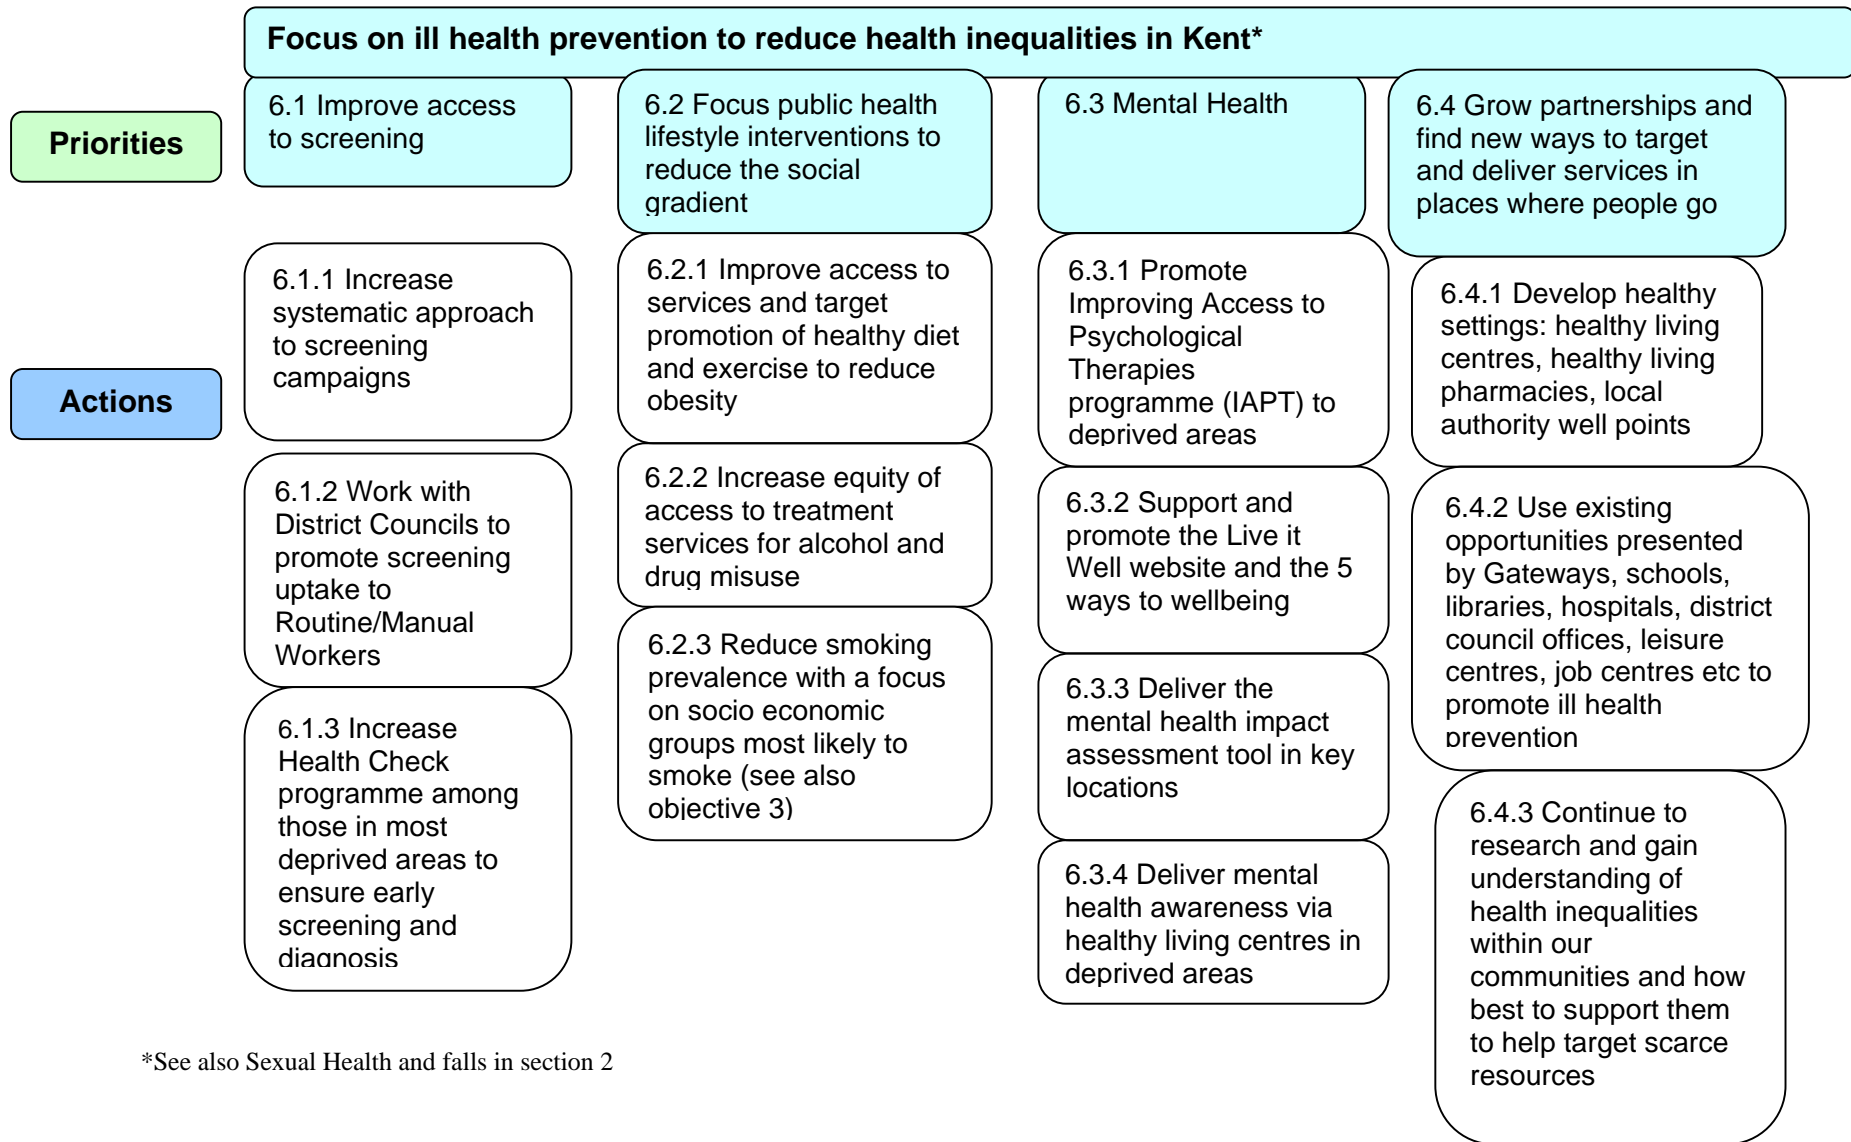 Focus on ill health prevention to reduce health inequalities in Kent*
Priorities
6.1 Improve access
to screening
6.2 Focus public health
lifestyle interventions to
reduce the social
gradient
6.3 Mental Health
6.4 Grow partnerships and
find new ways to target
and deliver services in
places where people go
Actions
6.1.1 Increase
systematic approach
to screening
campaigns
6.1.2 Work with
District Councils to
promote screening
uptake to
Routine/Manual
Workers
6.1.3 Increase
Health Check
programme among
those in most
deprived areas to
ensure early
screening and
diagnosis
6.2.1 Improve access to
services and target
promotion of healthy diet
and exercise to reduce
obesity
6.2.2 Increase equity of
access to treatment
services for alcohol and
drug misuse
6.2.3 Reduce smoking
prevalence with a focus
on socio economic
groups most likely to
smoke (see also
objective 3)
6.3.1 Promote
Improving Access to
Psychological
Therapies
programme (IAPT) to
deprived areas
6.3.2 Support and
promote the Live it
Well website and the 5
ways to wellbeing
6.3.3 Deliver the
mental health impact
assessment tool in key
locations
6.3.4 Deliver mental
health awareness via
healthy living centres in
deprived areas
6.4.1 Develop healthy
settings: healthy living
centres, healthy living
pharmacies, local
authority well points
6.4.2 Use existing
opportunities presented
by Gateways, schools,
libraries, hospitals, district
council offices, leisure
centres, job centres etc to
promote ill health
prevention
6.4.3 Continue to
research and gain
understanding of
health inequalities
within our
communities and how
best to support them
to help target scarce
resources
*See also Sexual Health and falls in section 2